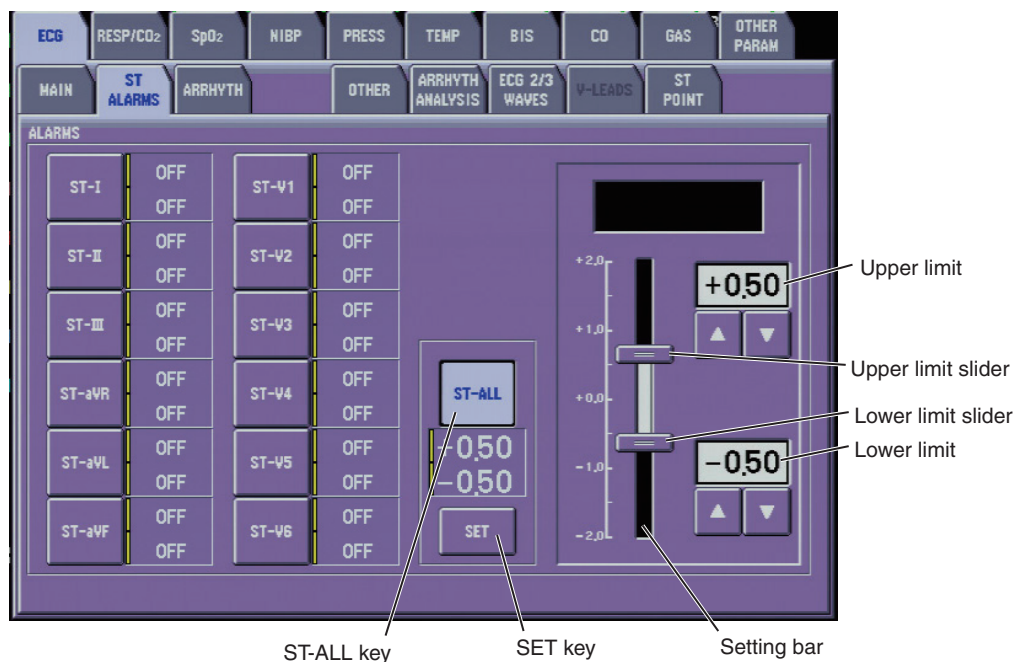 ECG RESP/CO2 SpO2 NIBP PRESS TEMP BIS CO GAS OTHER PARAM
MAIN ST ALARMS ARRHYTH OTHER ARRHYTH ANALYSIS ECG 2/3 WAVES V-LEADS ST POINT
ALARMS
ST-I OFF OFF ST-V1 OFF OFF
ST-II OFF OFF ST-V2 OFF OFF
ST-III OFF OFF ST-V3 OFF OFF
ST-aVR OFF OFF ST-V4 OFF OFF
ST-aVL OFF OFF ST-V5 OFF OFF
ST-aVF OFF OFF ST-V6 OFF OFF
ST-ALL
+0.50
-0.50
SET
+2.0
+1.0
+0.0
-1.0
-2.0
+0.50
▲ ▼
-0.50
▲ ▼
Upper limit
Upper limit slider
Lower limit slider
Lower limit
ST-ALL key
SET key
Setting bar